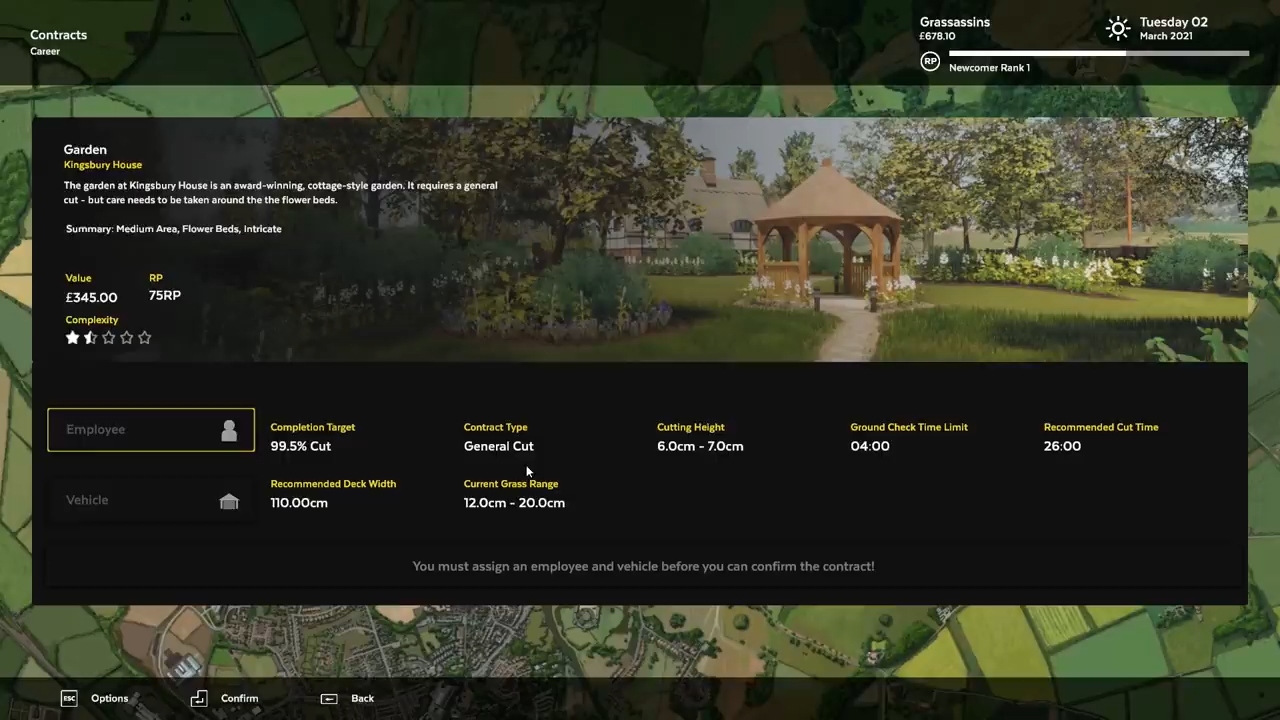 Contracts
Career
Grassassins
£678.10
Tuesday 02
March 2021
RP
Newcomer Rank 1
Garden
Kingsbury House
The garden at Kingsbury House is an award-winning, cottage-style garden. It requires a general
cut - but care needs to be taken around the the flower beds.
Summary: Medium Area, Flower Beds, Intricate
Value
RP
£345.00
75RP
Complexity
Employee
Completion Target
99.5% Cut
Contract Type
General Cut
Cutting Height
6.0cm - 7.0cm
Ground Check Time Limit
04:00
Recommended Cut Time
26:00
Vehicle
Recommended Deck Width
110.00cm
Current Grass Range
12.0cm - 20.0cm
You must assign an employee and vehicle before you can confirm the contract!
ESC Options
Confirm
Back